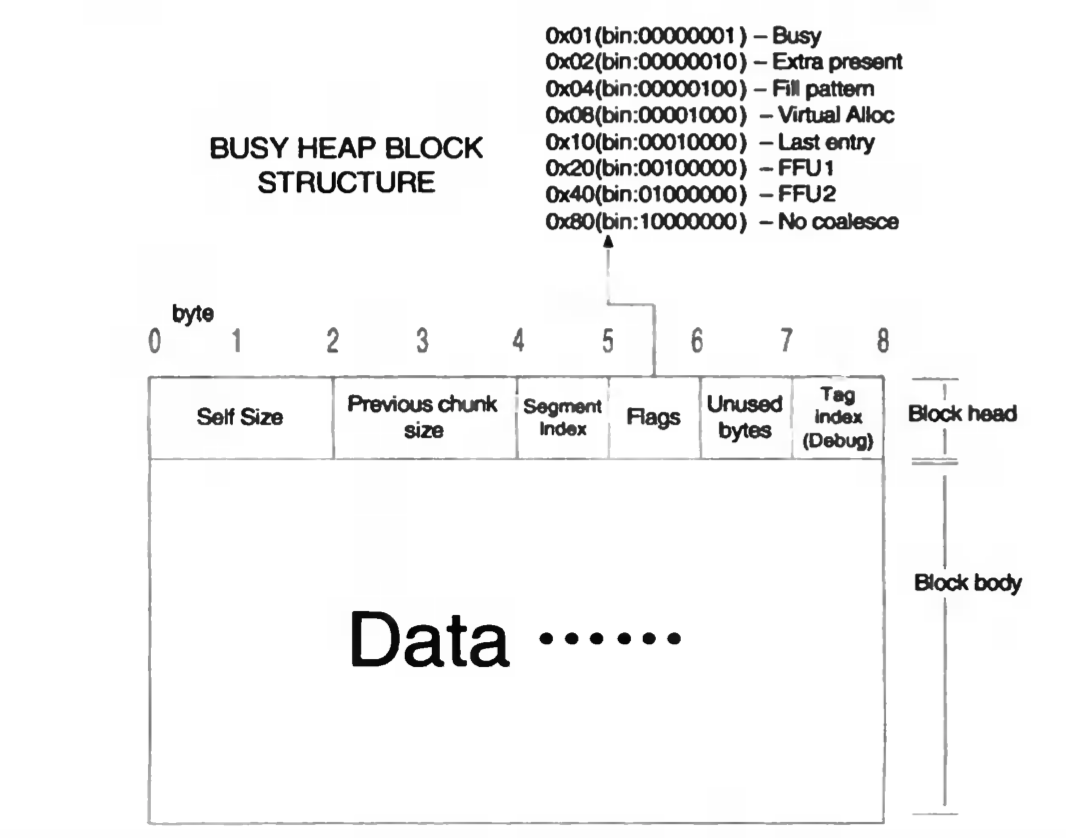 0x01(bin:00000001) – Busy
0x02(bin:00000010) – Extra present
0x04(bin:00000100) – Fill pattern
0x08(bin:00001000) – Virtual Alloc
0x10(bin:00010000) – Last entry
0x20(bin:00100000) – FFU1
0x40(bin:01000000) – FFU2
0x80(bin:10000000) – No coalesce
BUSY HEAP BLOCK
STRUCTURE
byte
0 1 2 3 4 5 6 7 8
Self Size
Previous chunk
size
Segment
Index
Flags
Unused
bytes
Tag
index
(Debug)
Block head
Data ······
Block body